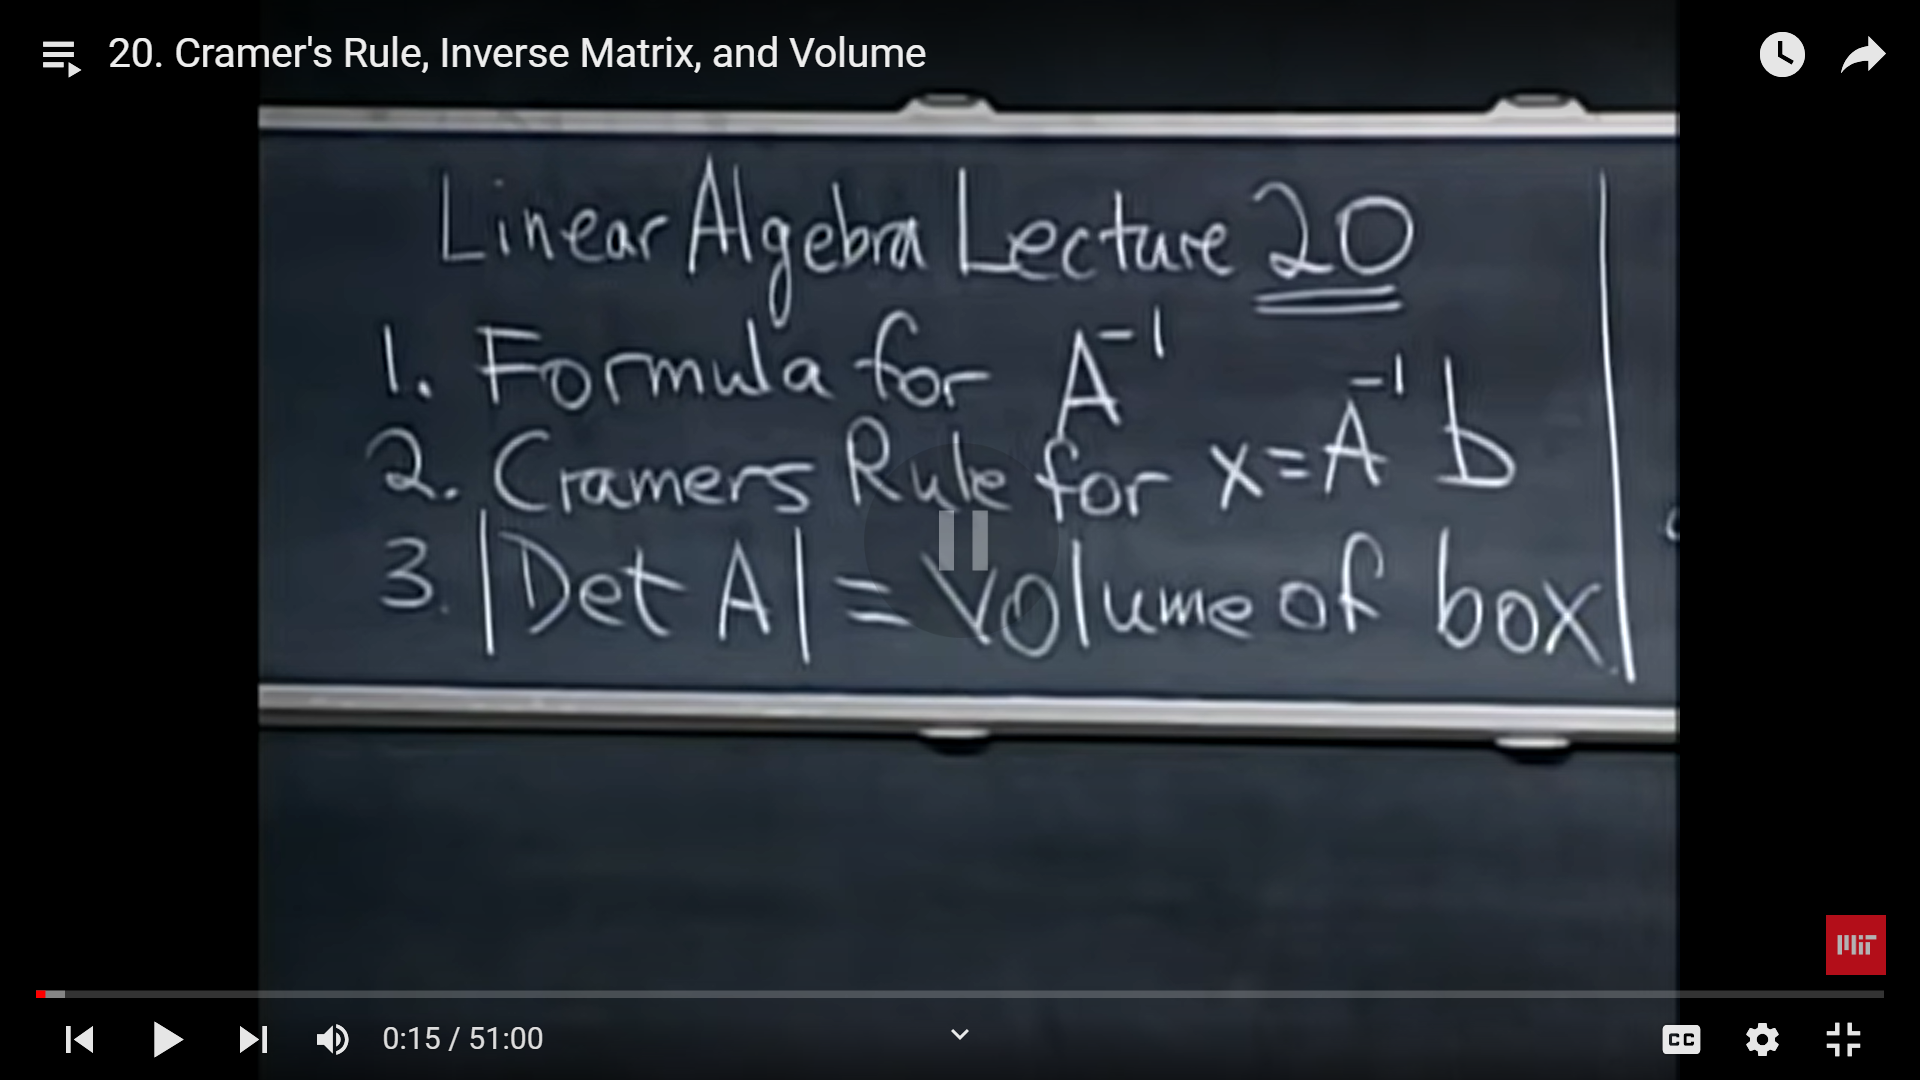 20. Cramer's Rule, Inverse Matrix, and Volume
Linear Algebra Lecture 20
1. Formula for A⁻¹
2. Cramers Rule for x=A⁻¹ b
3. |Det A| = Volume of box
MIT
0:15 / 51:00
CC